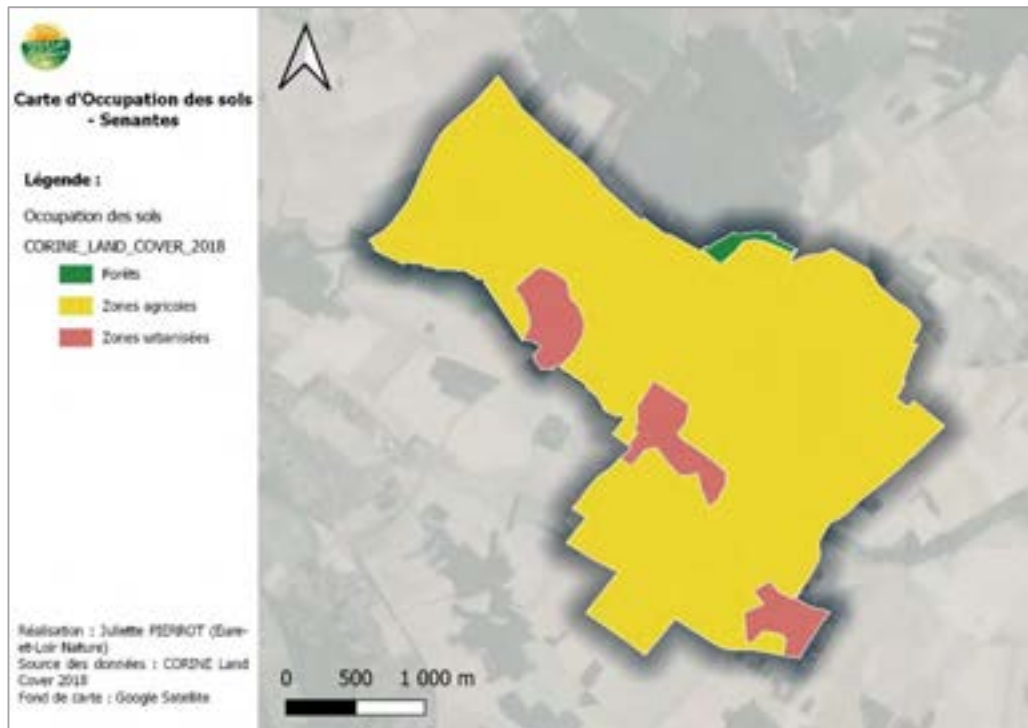 Carte d'Occupation des sols
- Senantes
Légende :
Occupation des sols
CORINE_LAND_COVER_2018
Forêts
Zones agricoles
Zones urbanisées
Réalisation : Juliette PIERROT (Eure-
et-Loir Nature)
Source des données : CORINE Land
Cover 2018
Fond de carte : Google Satellite
0 500 1 000 m